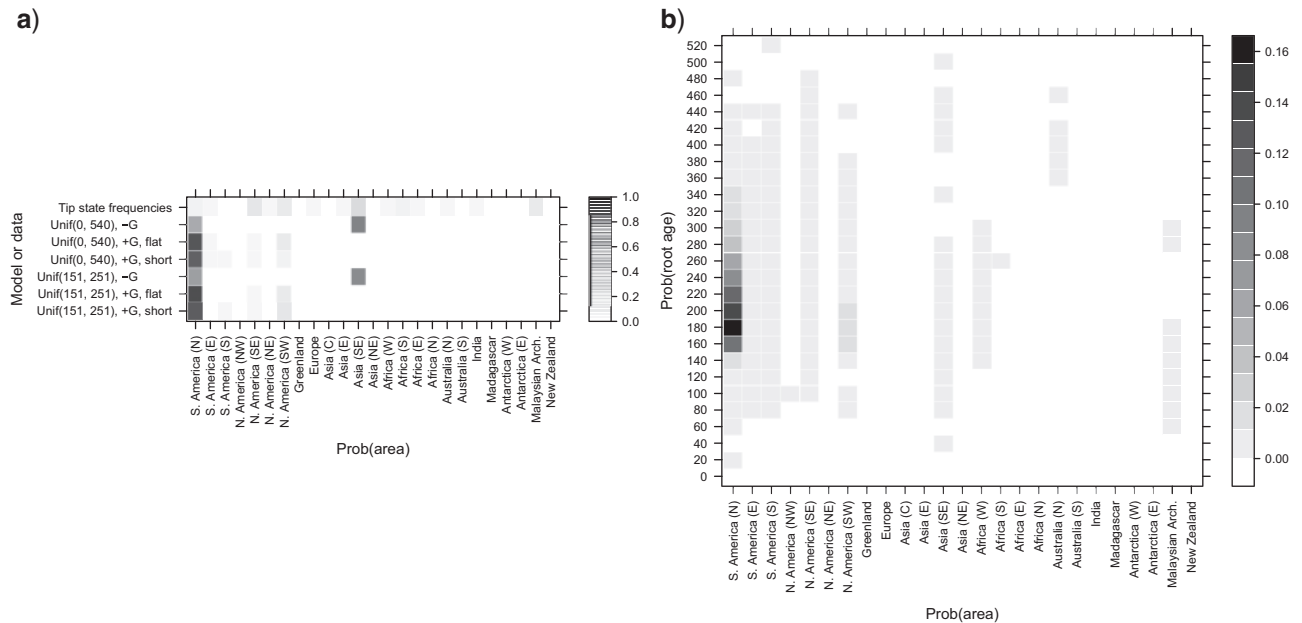 a)
Model or data
Tip state frequencies
Unif(0, 540), −G
Unif(0, 540), +G, flat
Unif(0, 540), +G, short
Unif(151, 251), −G
Unif(151, 251), +G, flat
Unif(151, 251), +G, short
1.0
0.8
0.6
0.4
0.2
0.0
S. America (N)
S. America (E)
S. America (S)
N. America (NW)
N. America (SE)
N. America (NE)
N. America (SW)
Greenland
Europe
Asia (C)
Asia (E)
Asia (SE)
Asia (NE)
Africa (W)
Africa (S)
Africa (E)
Africa (N)
Australia (N)
Australia (S)
India
Madagascar
Antarctica (W)
Antarctica (E)
Malaysian Arch.
New Zealand
Prob(area)
b)
Prob(root age)
520
500
480
460
440
420
400
380
360
340
320
300
280
260
240
220
200
180
160
140
120
100
80
60
40
20
0
0.16
0.14
0.12
0.10
0.08
0.06
0.04
0.02
0.00
S. America (N)
S. America (E)
S. America (S)
N. America (NW)
N. America (SE)
N. America (NE)
N. America (SW)
Greenland
Europe
Asia (C)
Asia (E)
Asia (SE)
Asia (NE)
Africa (W)
Africa (S)
Africa (E)
Africa (N)
Australia (N)
Australia (S)
India
Madagascar
Antarctica (W)
Antarctica (E)
Malaysian Arch.
New Zealand
Prob(area)